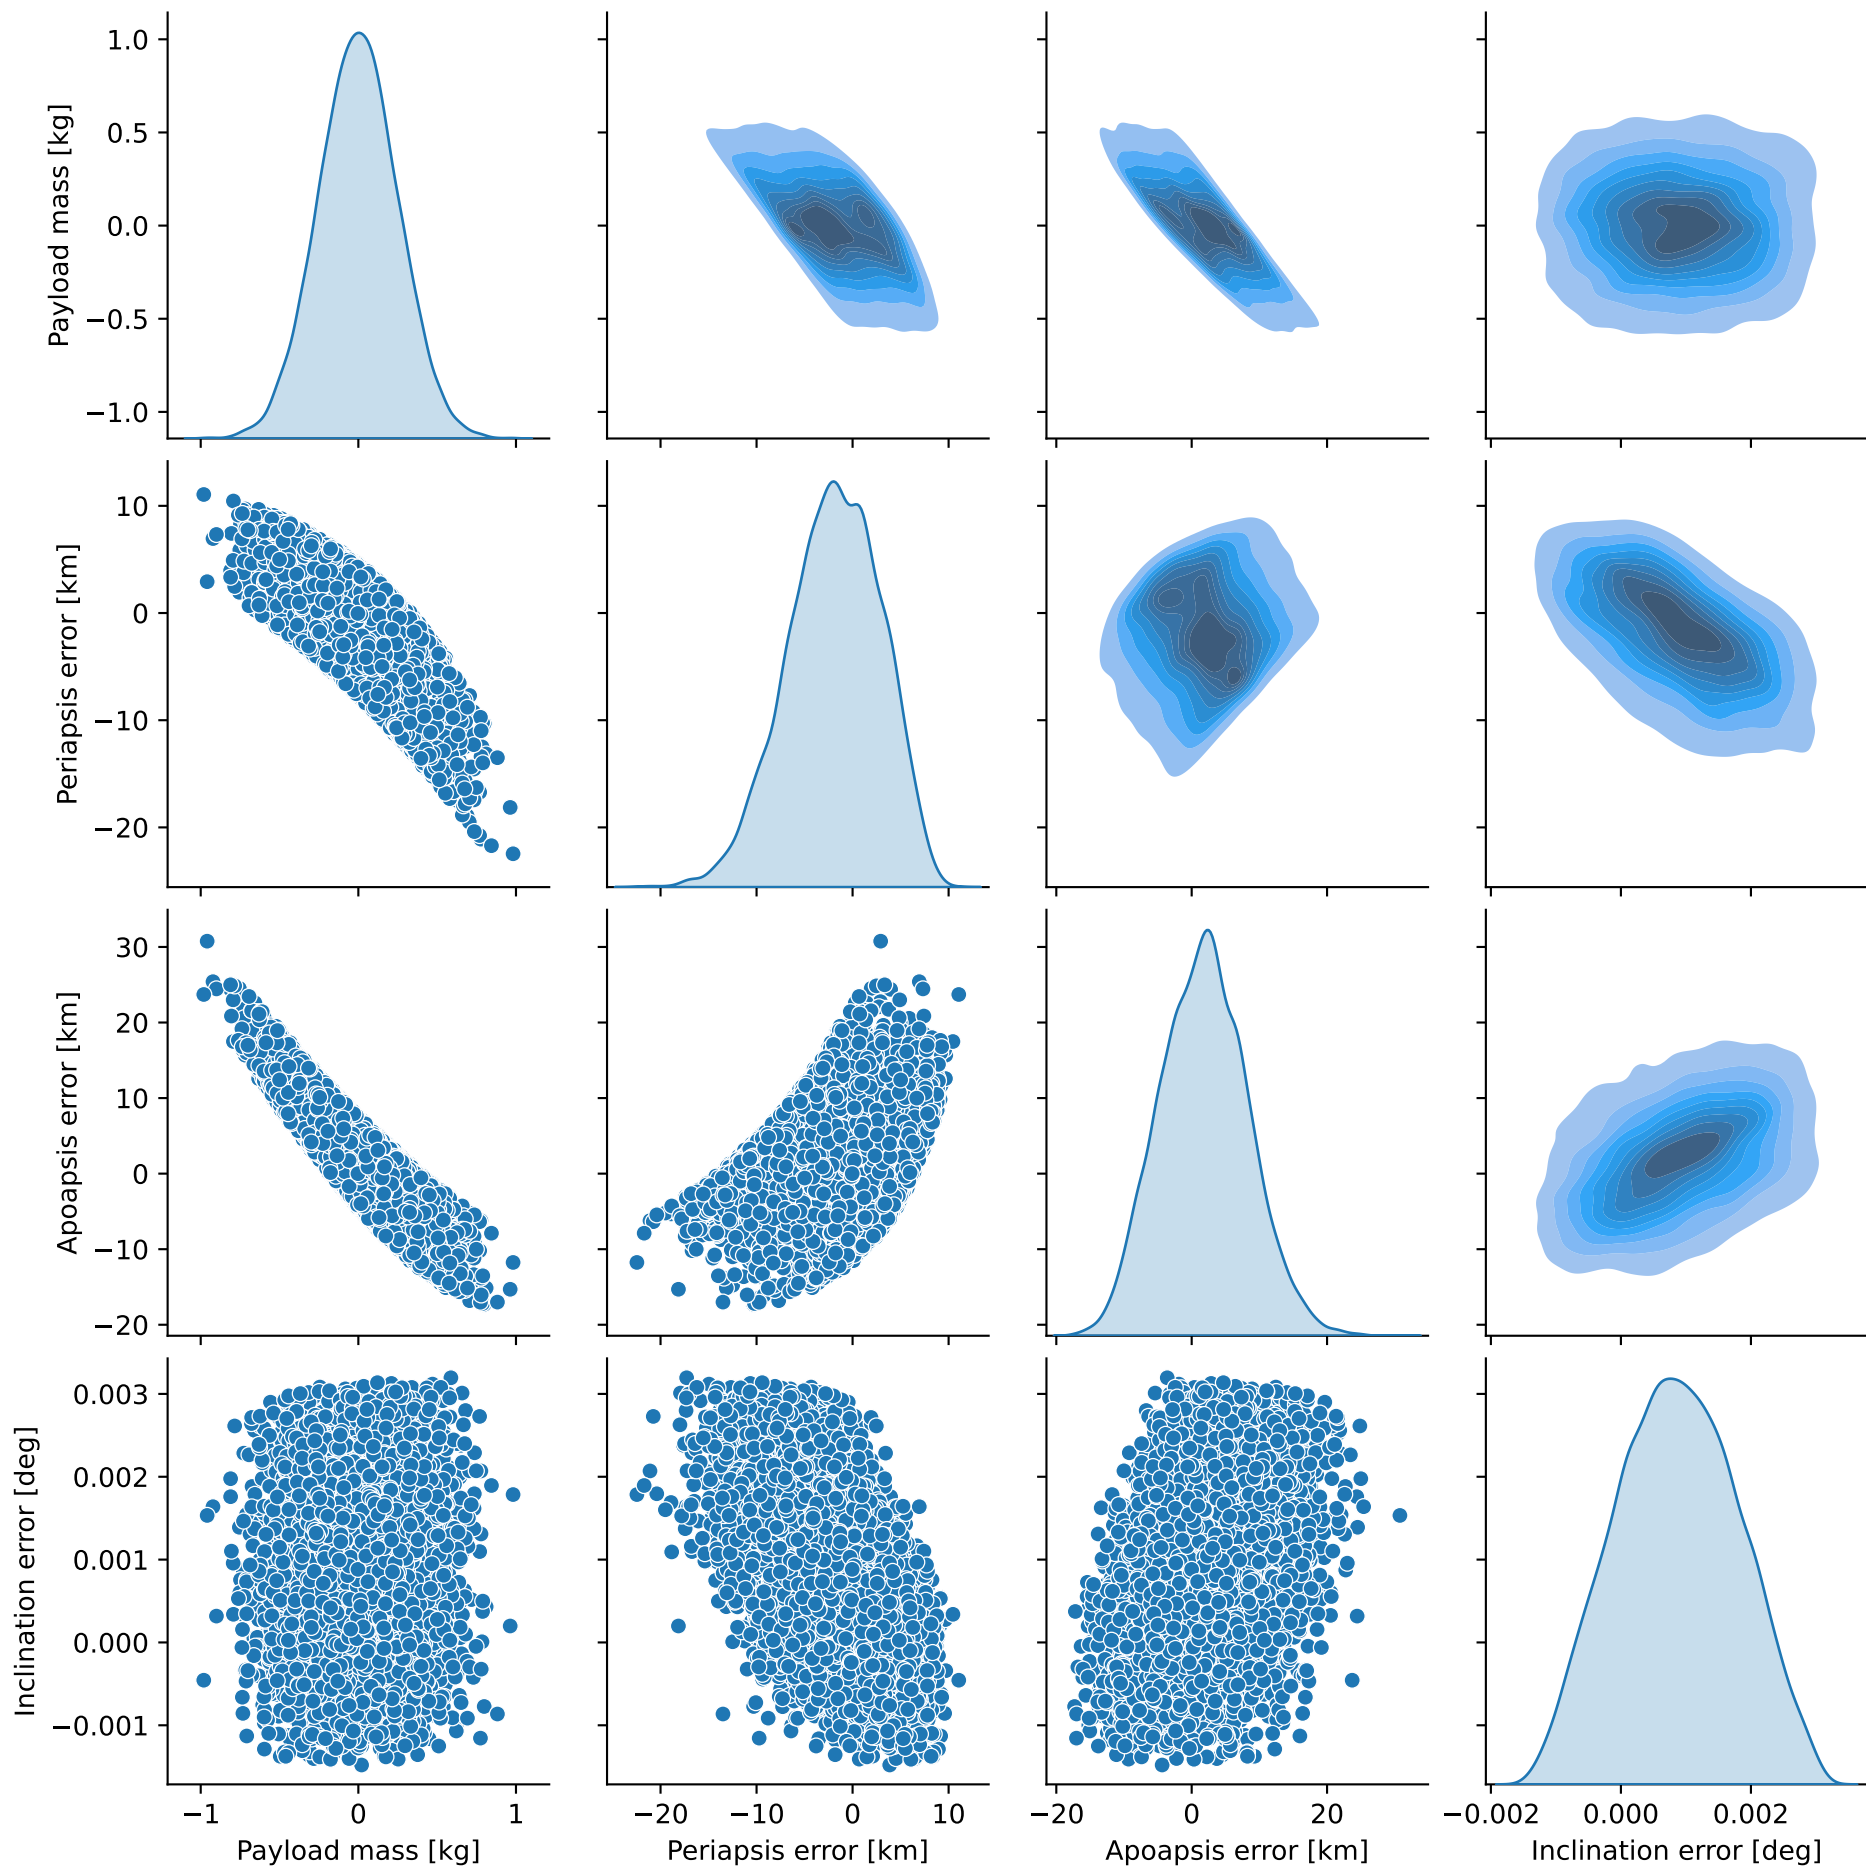 1.0
0.5
0.0
−0.5
−1.0
Payload mass [kg]
10
0
−10
−20
Periapsis error [km]
30
20
10
0
−10
−20
Apoapsis error [km]
0.003
0.002
0.001
0.000
−0.001
Inclination error [deg]
−1 0 1
−20 −10 0 10
−20 0 20
−0.002 0.000 0.002
Payload mass [kg]
Periapsis error [km]
Apoapsis error [km]
Inclination error [deg]